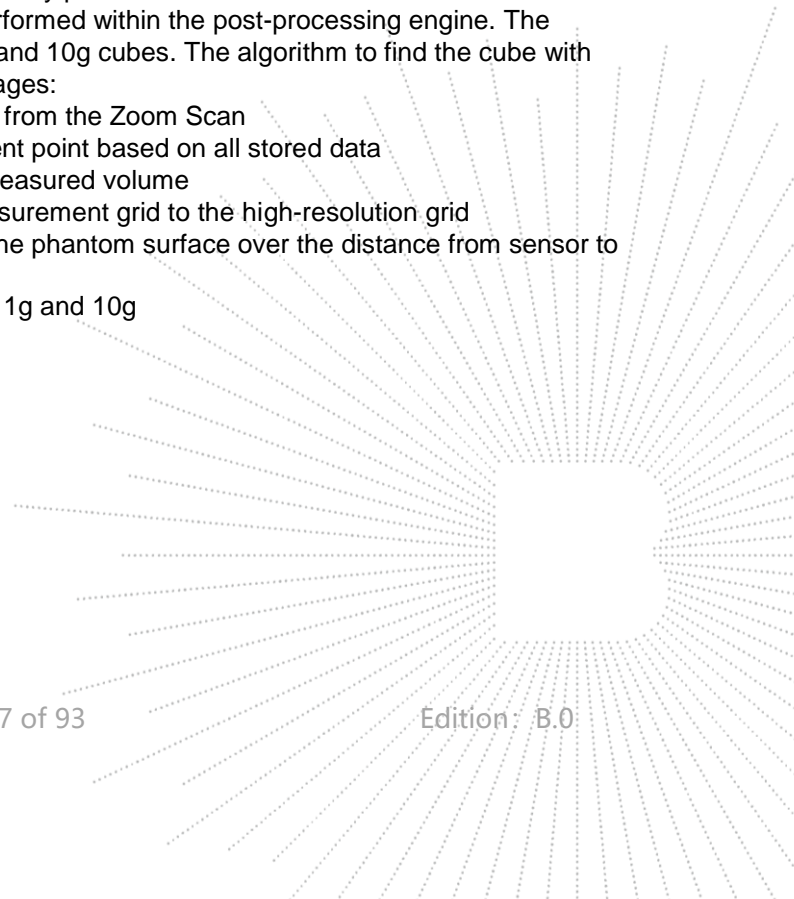 rformed within the post-processing engine. The
and 10g cubes. The algorithm to find the cube with
ages:
from the Zoom Scan
ent point based on all stored data
easured volume
surement grid to the high-resolution grid
he phantom surface over the distance from sensor to
1g and 10g
7 of 93 Edition: B.0